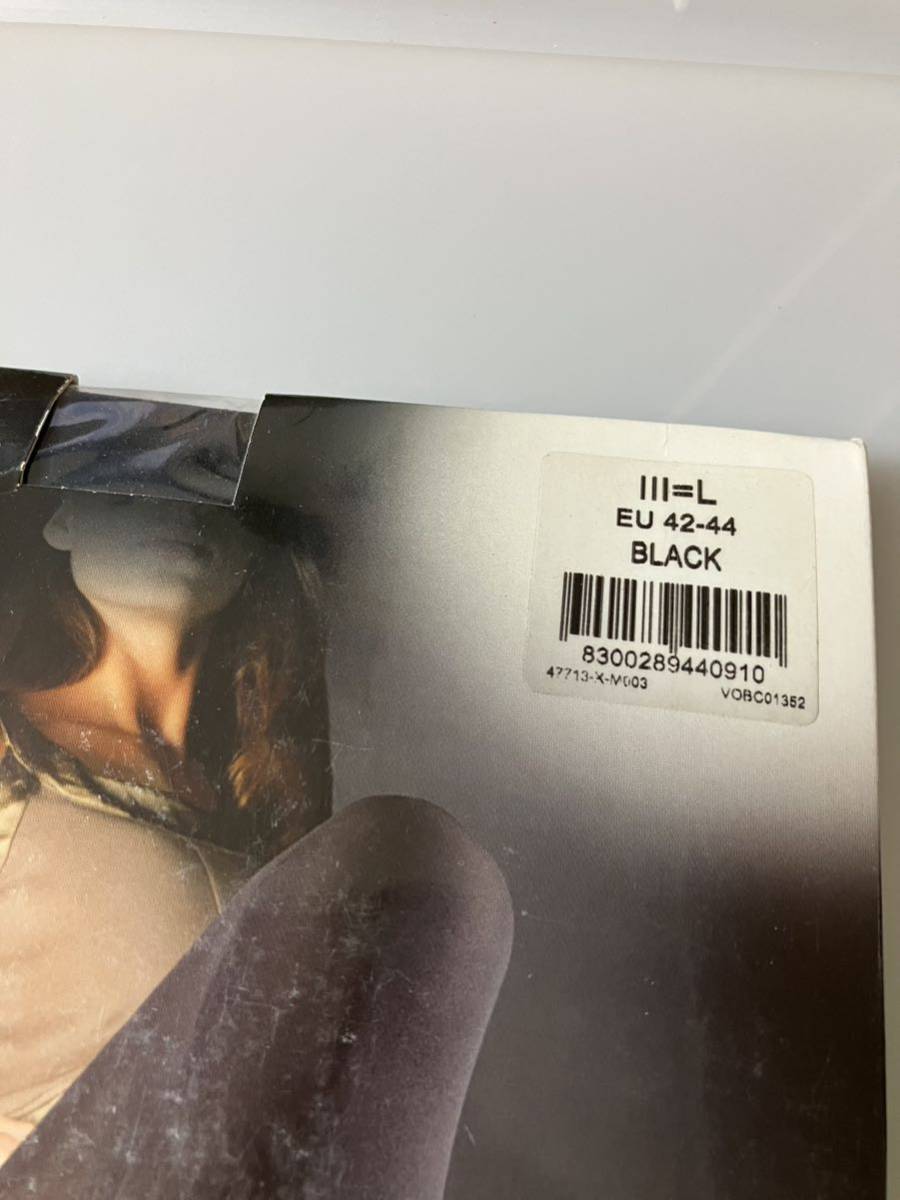 III=L
EU 42-44
BLACK
8300289440910
47713-X-M003
VOBC01352